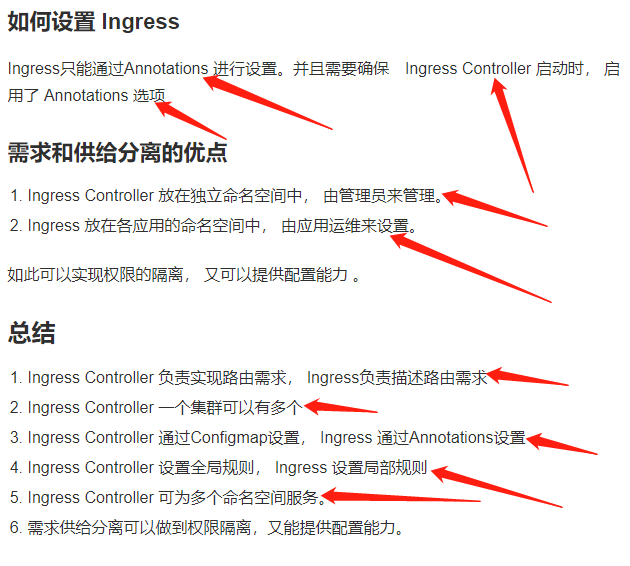 如何设置 Ingress
Ingress只能通过Annotations 进行设置。并且需要确保　Ingress Controller 启动时， 启
用了 Annotations 选项
需求和供给分离的优点
1. Ingress Controller 放在独立命名空间中， 由管理员来管理。
2. Ingress 放在各应用的命名空间中， 由应用运维来设置。
如此可以实现权限的隔离， 又可以提供配置能力 。
总结
1. Ingress Controller 负责实现路由需求， Ingress负责描述路由需求
2. Ingress Controller 一个集群可以有多个
3. Ingress Controller 通过Configmap设置， Ingress 通过Annotations设置
4. Ingress Controller 设置全局规则， Ingress 设置局部规则
5. Ingress Controller 可为多个命名空间服务。
6. 需求供给分离可以做到权限隔离，又能提供配置能力。